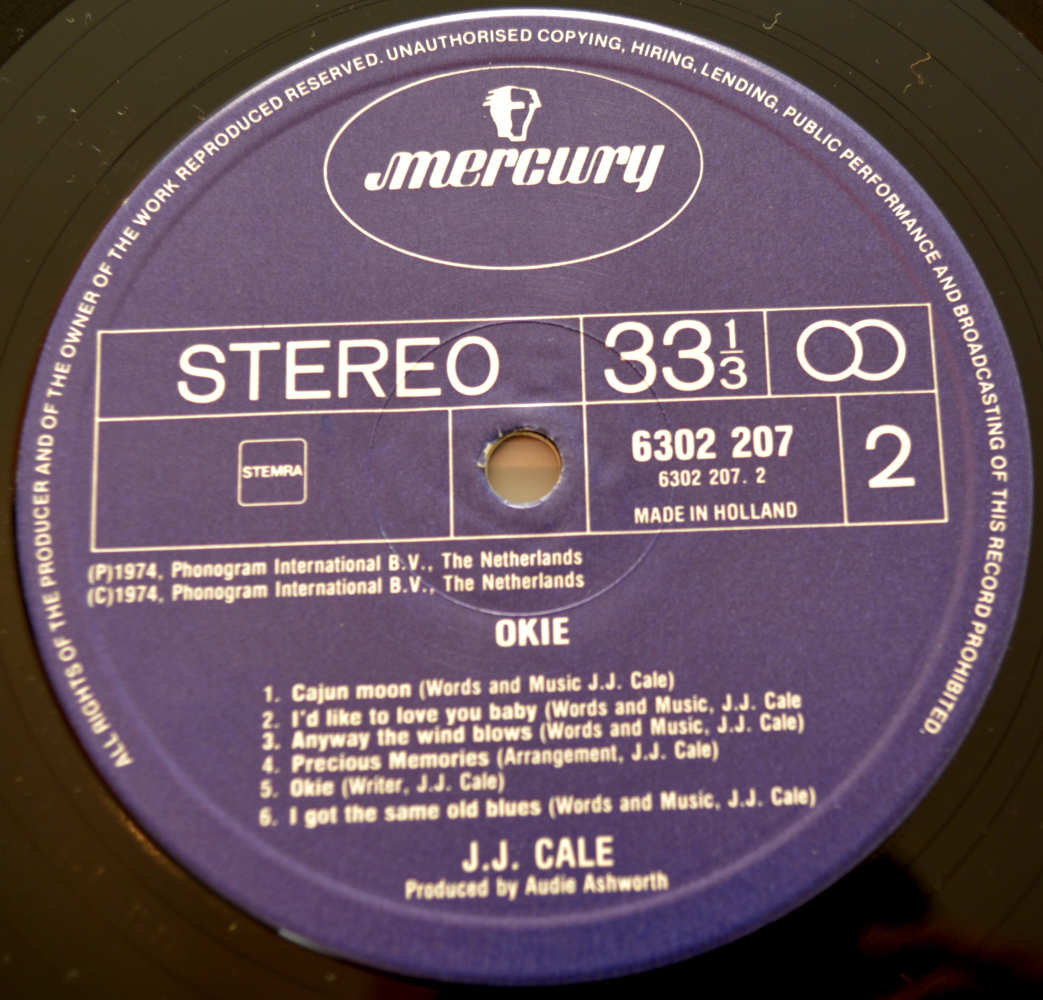 ALL RIGHTS OF THE PRODUCER AND OF THE OWNER OF THE WORK REPRODUCED RESERVED. UNAUTHORISED COPYING, HIRING, LENDING, PUBLIC PERFORMANCE AND BROADCASTING OF THIS RECORD PROHIBITED.
mercury
STEREO
33 1/3
STEMRA
6302 207
6302 207. 2
MADE IN HOLLAND
2
(P)1974, Phonogram International B.V., The Netherlands
(C)1974, Phonogram International B.V., The Netherlands
OKIE
1. Cajun moon (Words and Music J.J. Cale)
2. I'd like to love you baby (Words and Music, J.J. Cale
3. Anyway the wind blows (Words and Music, J.J. Cale)
4. Precious Memories (Arrangement, J.J. Cale)
5. Okie (Writer, J.J. Cale)
6. I got the same old blues (Words and Music, J.J. Cale)
J.J. CALE
Produced by Audie Ashworth